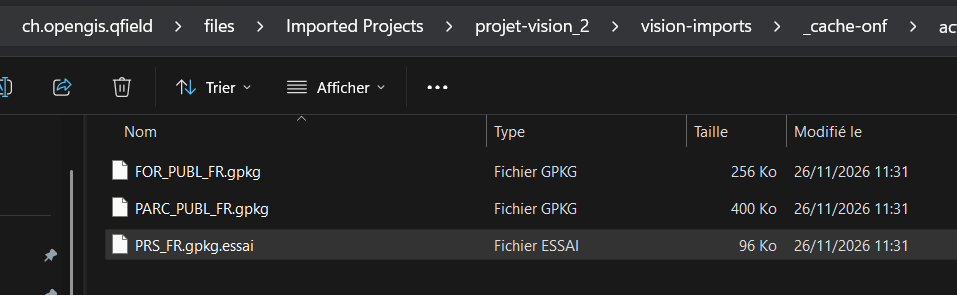 ch.opengis.qfield > files > Imported Projects > projet-vision_2 > vision-imports > _cache-onf > ac
Trier Afficher
Nom Type Taille Modifié le
FOR_PUBL_FR.gpkg Fichier GPKG 256 Ko 26/11/2026 11:31
PARC_PUBL_FR.gpkg Fichier GPKG 400 Ko 26/11/2026 11:31
PRS_FR.gpkg.essai Fichier ESSAI 96 Ko 26/11/2026 11:31